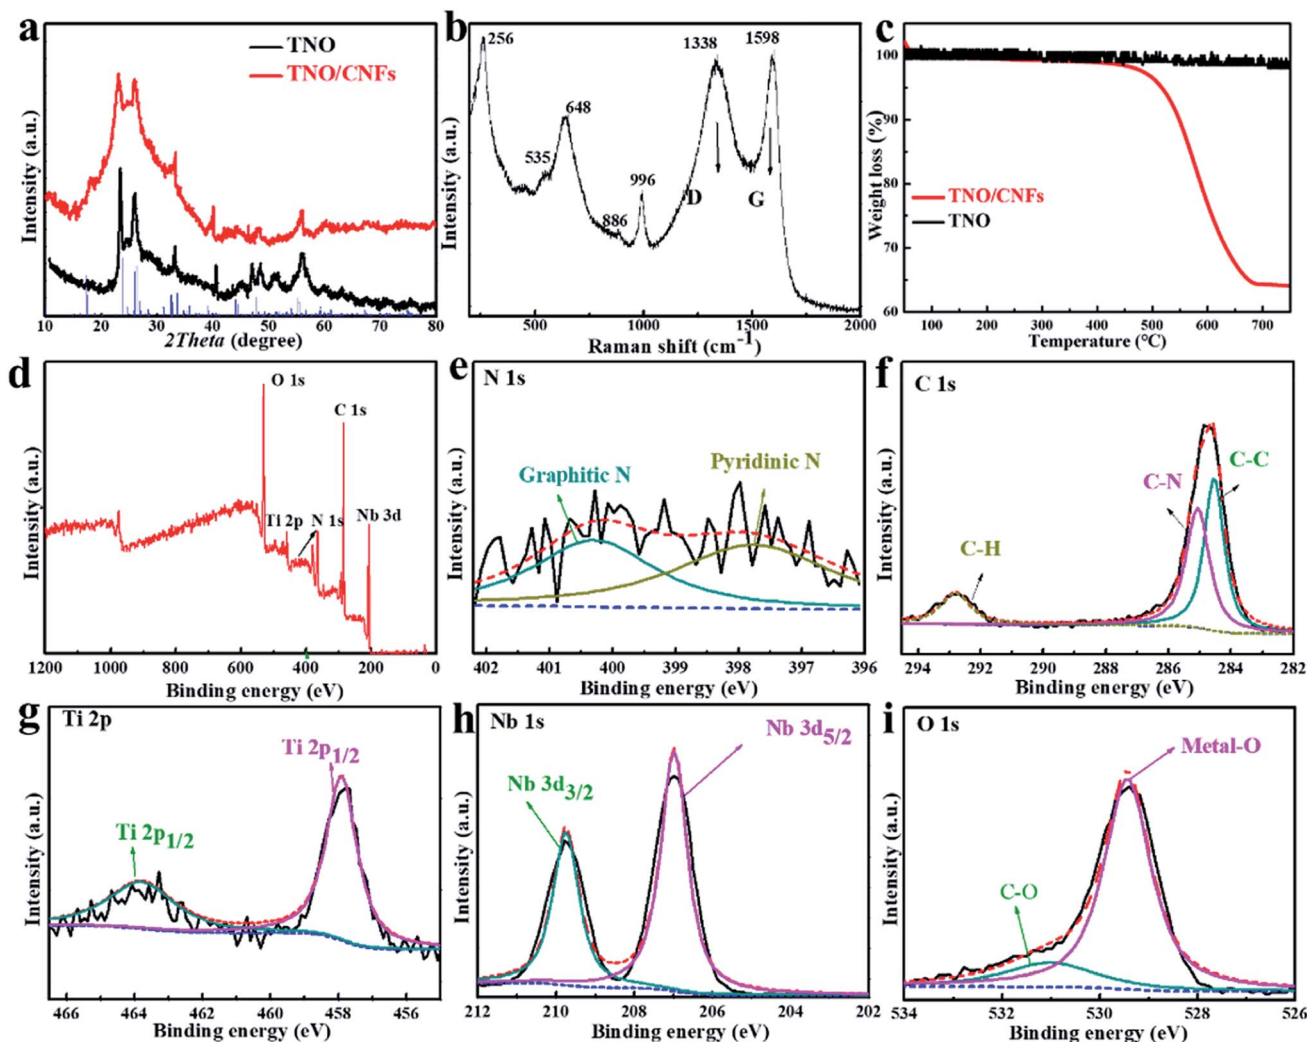 a
TNO
TNO/CNFs
Intensity (a.u.)
10 20 30 40 50 60 70 80
2Theta (degree)
b
256
535
648
886
996
1338
1598
D
G
Intensity (a.u.)
500 1000 1500 2000
Raman shift (cm-1)
c
100
90
80
70
60
Weight loss (%)
TNO/CNFs
TNO
100 200 300 400 500 600 700
Temperature (°C)
d
O 1s
C 1s
Ti 2p
N 1s
Nb 3d
Intensity (a.u.)
1200 1000 800 600 400 200 0
Binding energy (eV)
e
N 1s
Graphitic N
Pyridinic N
Intensity (a.u.)
402 401 400 399 398 397 396
Binding energy (eV)
f
C 1s
C-H
C-N
C-C
Intensity (a.u.)
294 292 290 288 286 284 282
Binding energy (eV)
g
Ti 2p
Ti 2p1/2
Ti 2p1/2
Intensity (a.u.)
466 464 462 460 458 455
Binding energy (eV)
h
Nb 1s
Nb 3d5/2
Nb 3d3/2
Intensity (a.u.)
212 210 208 206 204 202
Binding energy (eV)
i
O 1s
Metal-O
C-O
Intensity (a.u.)
534 532 530 528 526
Binding energy (eV)